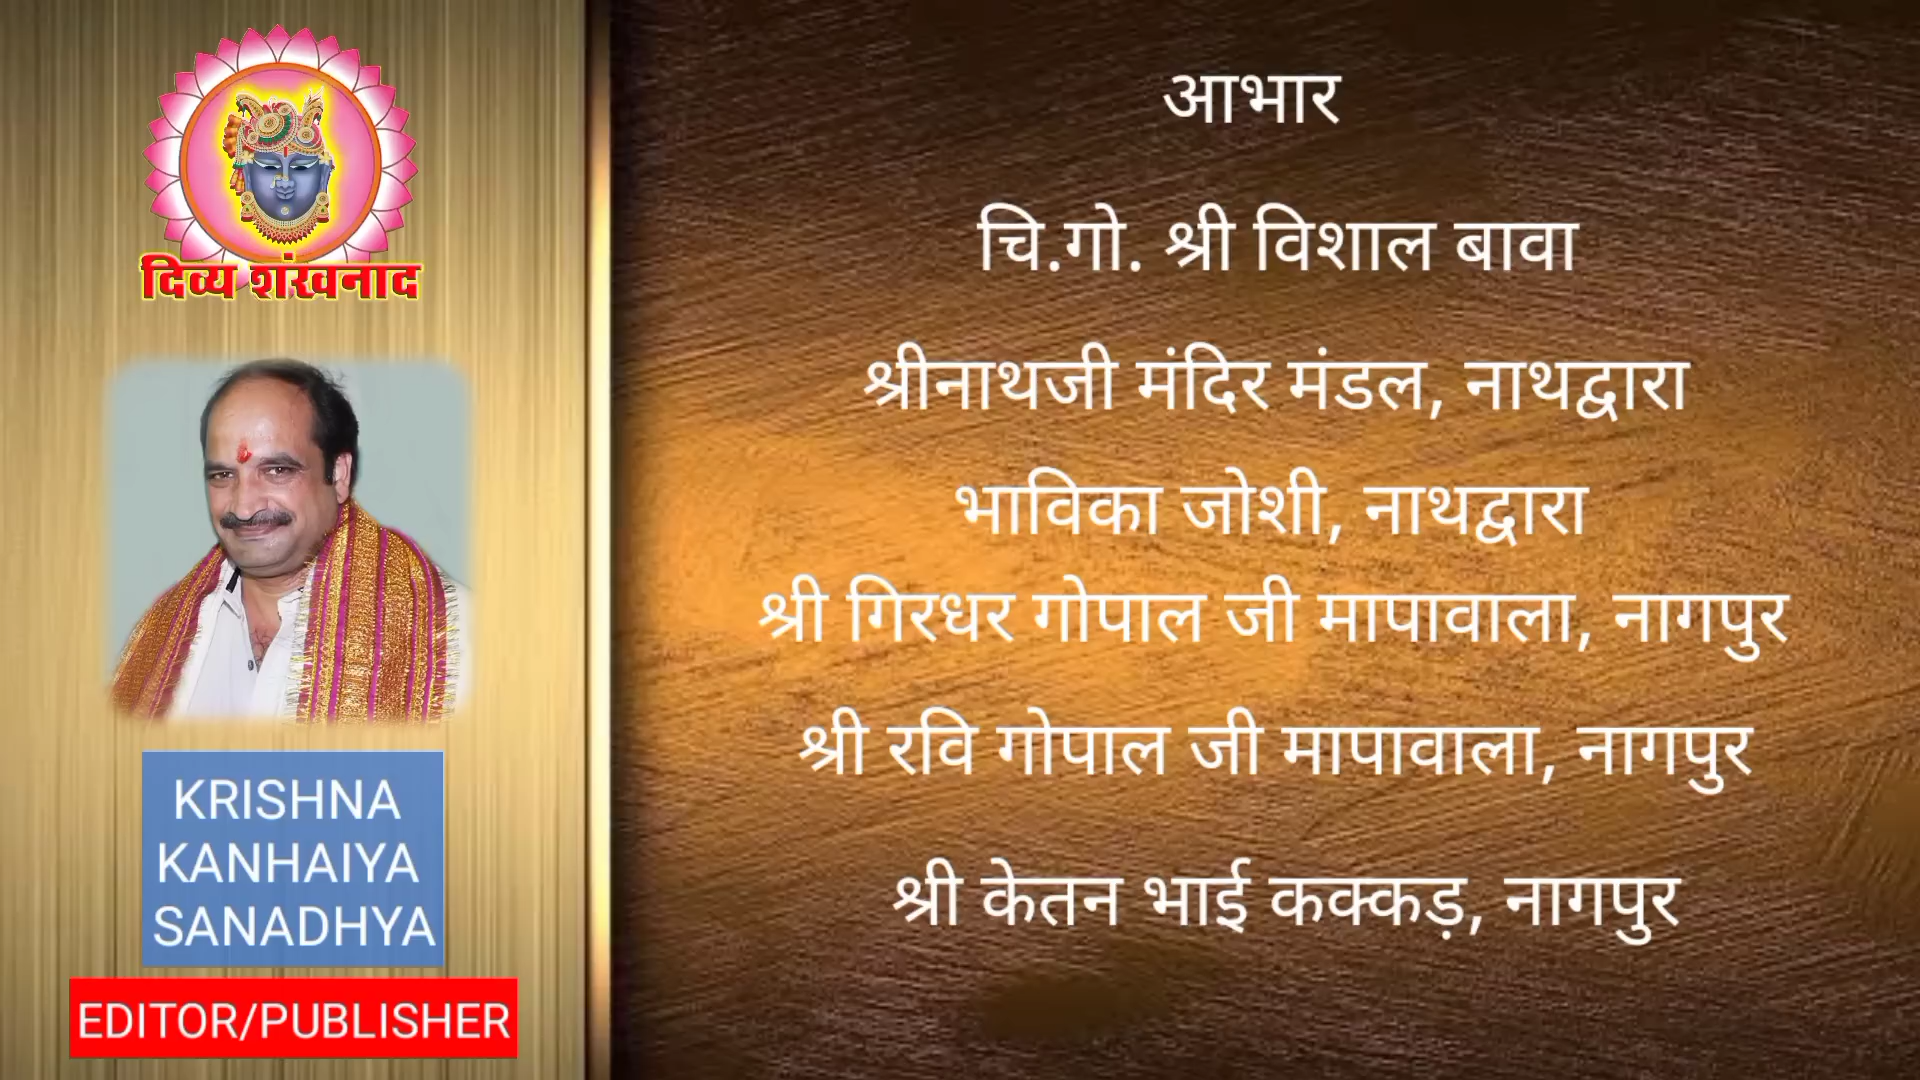 दिव्य शंखनाद
KRISHNA
KANHAIYA
SANADHYA
EDITOR/PUBLISHER
आभार
चि.गो. श्री विशाल बावा
श्रीनाथजी मंदिर मंडल, नाथद्वारा
भाविका जोशी, नाथद्वारा
श्री गिरधर गोपाल जी मापावाला, नागपुर
श्री रवि गोपाल जी मापावाला, नागपुर
श्री केतन भाई कक्कड़, नागपुर